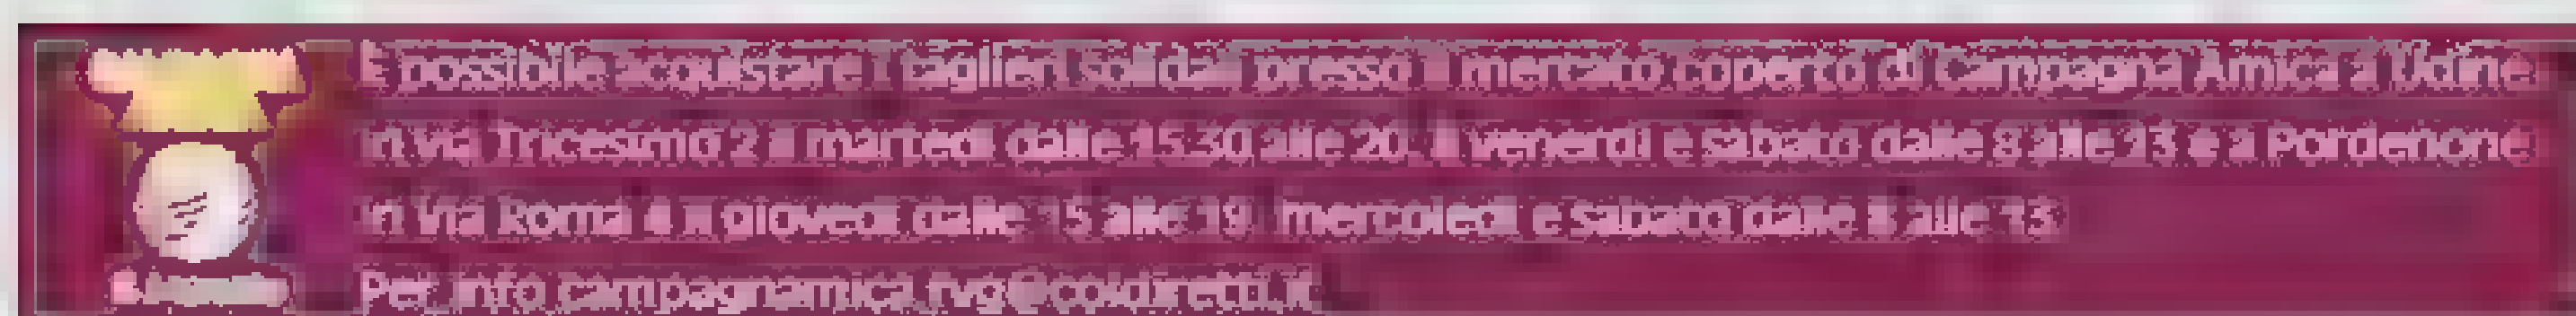 È possibile acquistare i taglieri solidali presso il mercato coperto di Campagna Amica a Udine
in via Tricesimo 2 il martedì dalle 15.30 alle 20, il venerdì e sabato dalle 8 alle 13 e a Pordenone
in via Roma 4 il giovedì dalle 15 alle 19, mercoledì e sabato dalle 8 alle 13.
Per info campagnamica.fvg@coldiretti.it